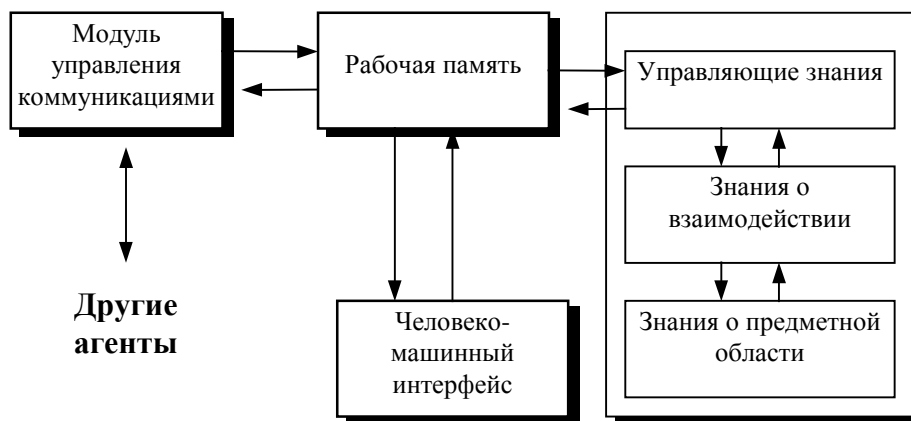 Модуль
управления
коммуникациями
Рабочая память
Управляющие знания
Знания о
взаимодействии
Знания о предметной
области
Человеко-
машинный
интерфейс
Другие
агенты